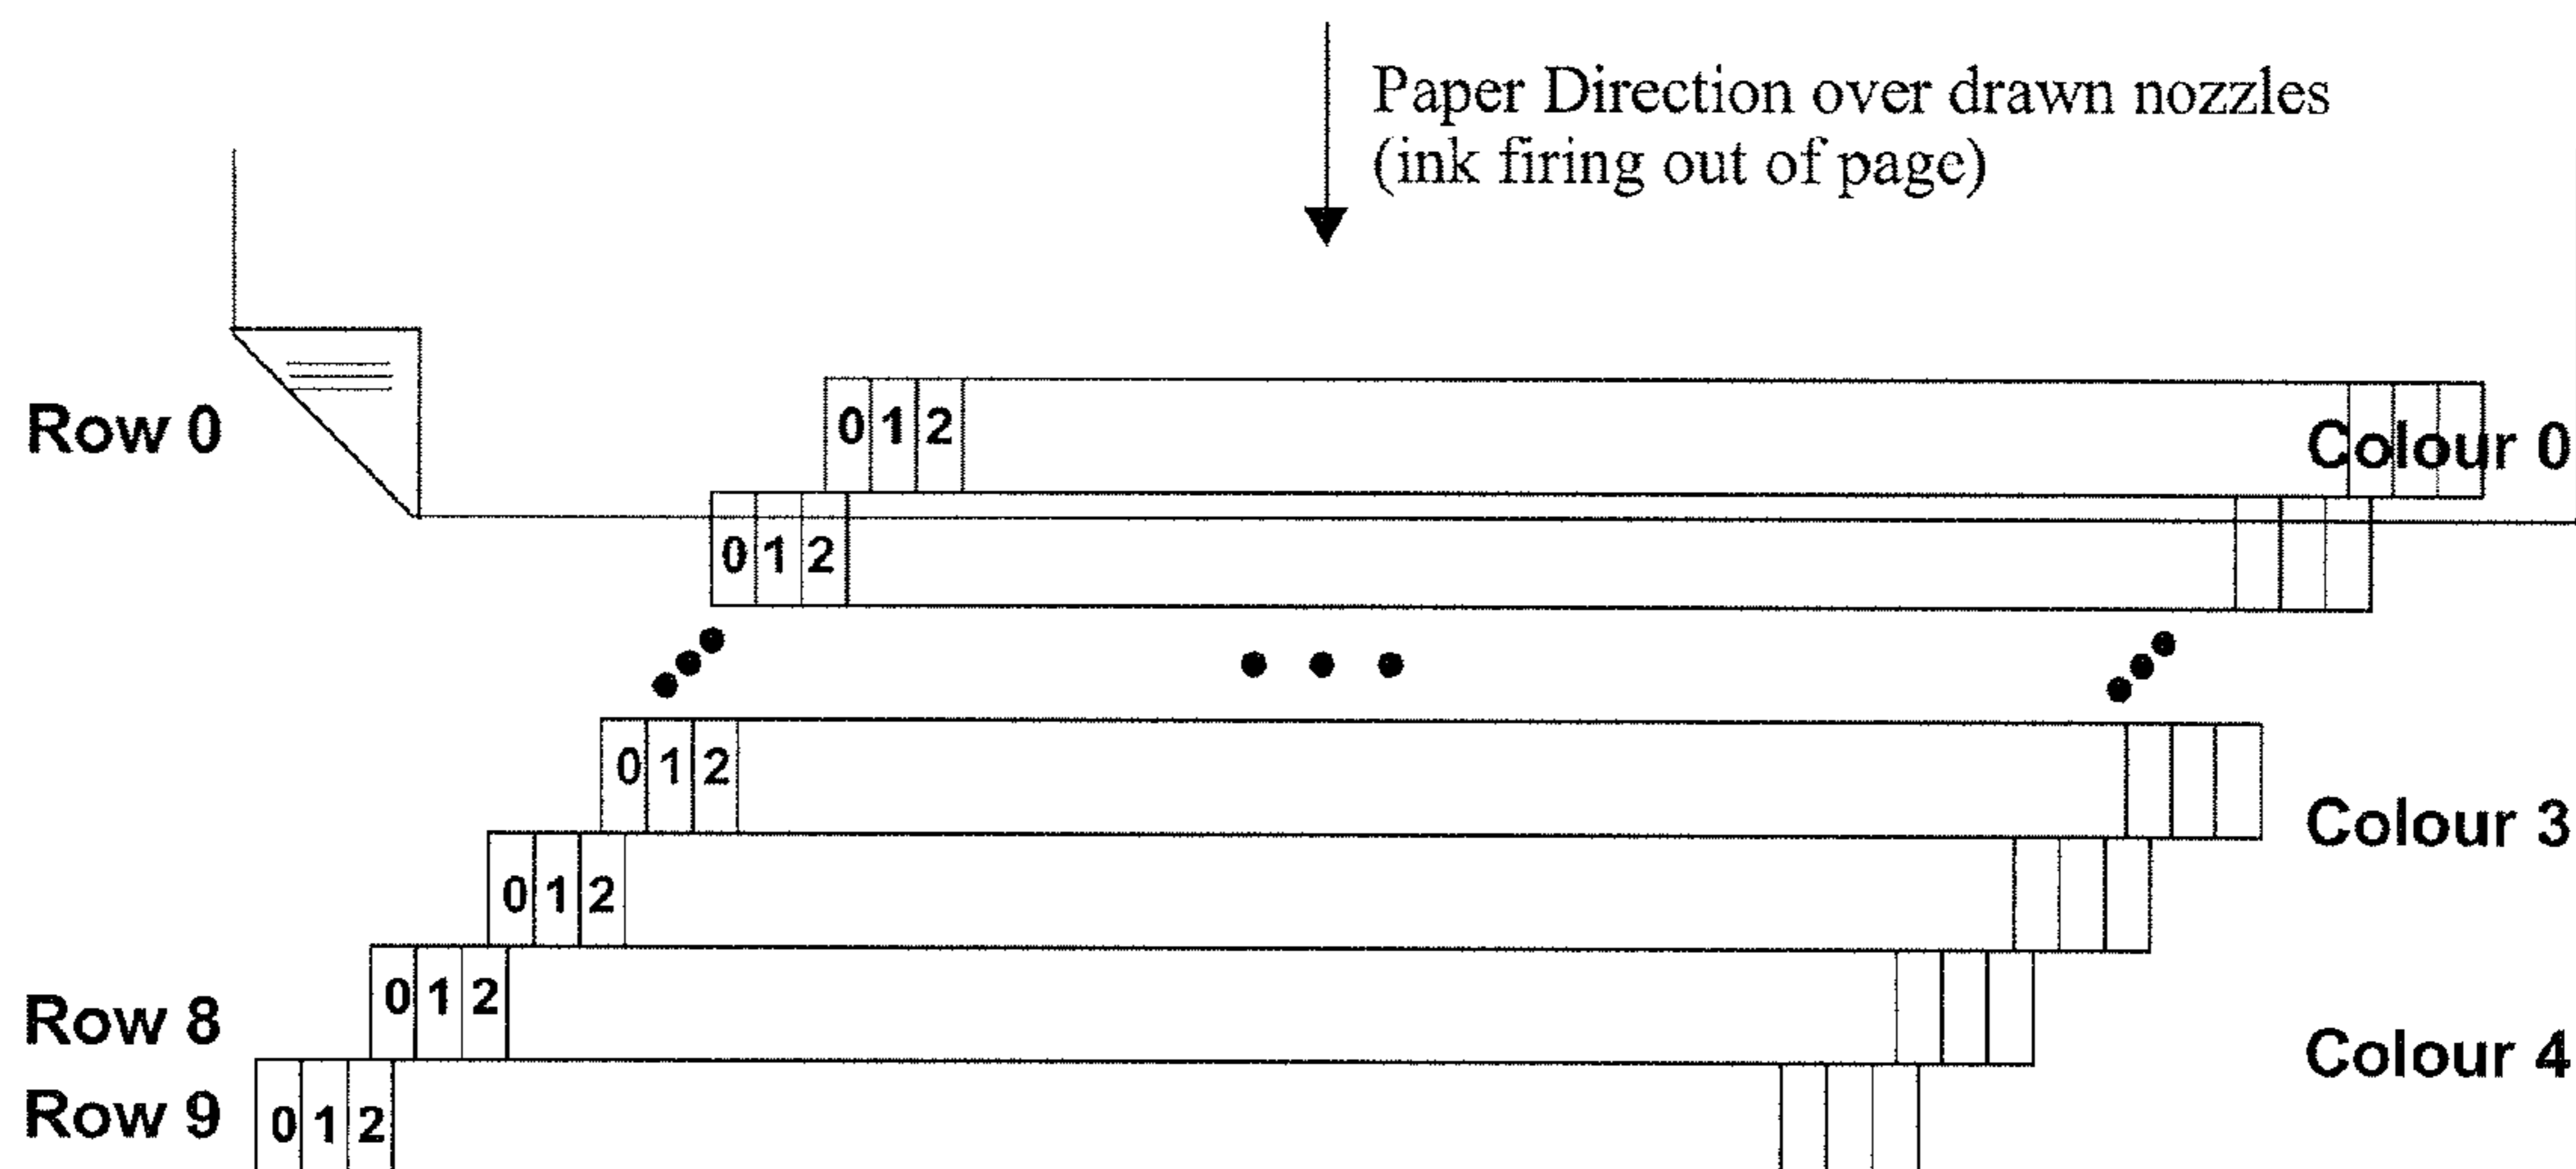 Paper Direction over drawn nozzles
(ink firing out of page)
Row 0
0 1 2
Colour 0
0 1 2
0 1 2
Colour 3
0 1 2
Row 8
0 1 2
Colour 4
Row 9
0 1 2